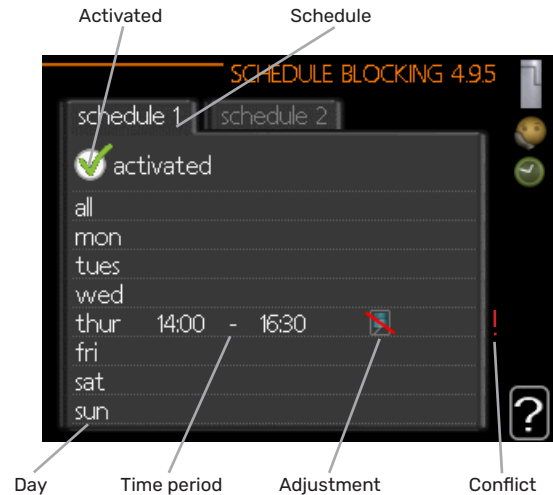 Activated Schedule
SCHEDULE BLOCKING 4.9.5
schedule 1 schedule 2
activated
all
mon
tues
wed
thur 14:00 - 16:30 !
fri
sat
sun
?
Day Time period Adjustment Conflict